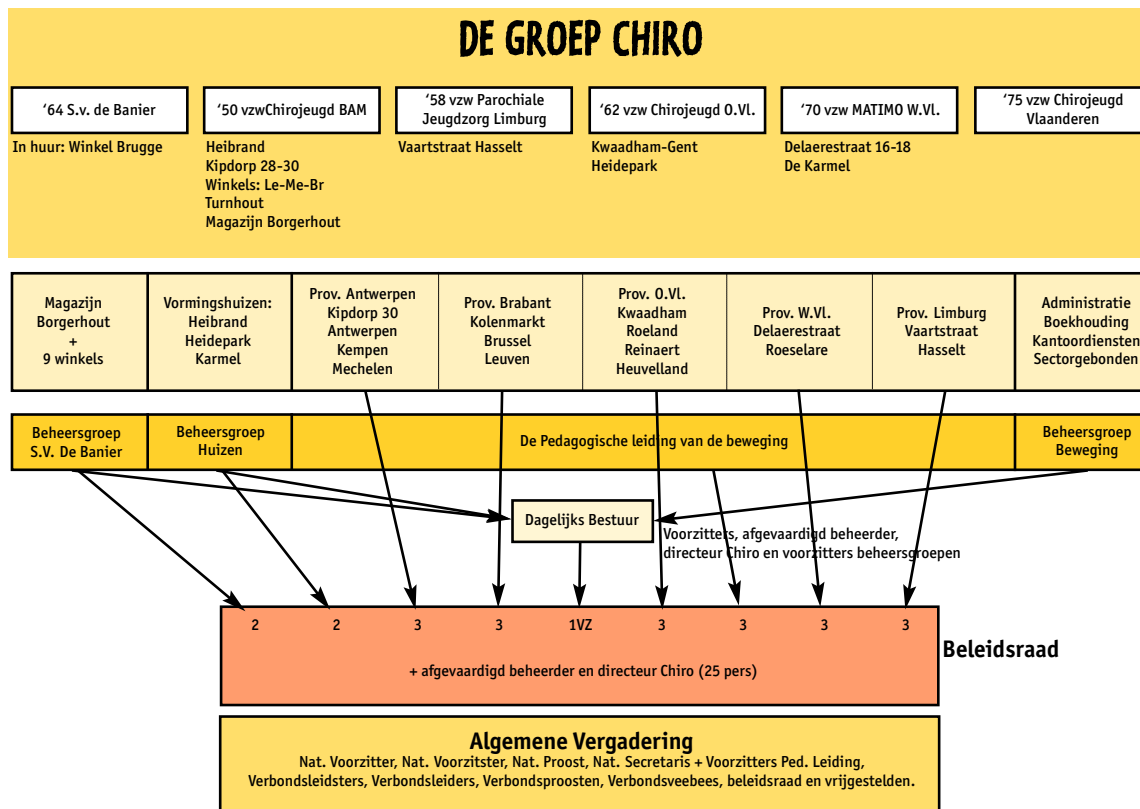 DE GROEP CHIRO
‘64 S.v. de Banier
‘50 vzwChirojeugd BAM
‘58 vzw Parochiale
Jeugdzorg Limburg
‘62 vzw Chirojeugd O.Vl.
‘70 vzw MATIMO W.Vl.
‘75 vzw Chirojeugd
Vlaanderen
In huur: Winkel Brugge
Heibrand
Kipdorp 28-30
Winkels: Le-Me-Br
Turnhout
Magazijn Borgerhout
Vaartstraat Hasselt
Kwaadham-Gent
Heidepark
Delaerestraat 16-18
De Karmel
Magazijn
Borgerhout
+
9 winkels
Vormingshuizen:
Heibrand
Heidepark
Karmel
Prov. Antwerpen
Kipdorp 30
Antwerpen
Kempen
Mechelen
Prov. Brabant
Kolenmarkt
Brussel
Leuven
Prov. O.Vl.
Kwaadham
Roeland
Reinaert
Heuvelland
Prov. W.Vl.
Delaerestraat
Roeselare
Prov. Limburg
Vaartstraat
Hasselt
Administratie
Boekhouding
Kantoordiensten
Sectorgebonden
Beheersgroep
S.V. De Banier
Beheersgroep
Huizen
De Pedagogische leiding van de beweging
Beheersgroep
Beweging
Dagelijks Bestuur
Voorzitters, afgevaardigd beheerder,
directeur Chiro en voorzitters beheersgroepen
2 2 3 3 1VZ 3 3 3 3
+ afgevaardigd beheerder en directeur Chiro (25 pers)
Beleidsraad
Algemene Vergadering
Nat. Voorzitter, Nat. Voorzitster, Nat. Proost, Nat. Secretaris + Voorzitters Ped. Leiding,
Verbondsleidsters, Verbondsleiders, Verbondsproosten, Verbondsveebees, beleidsraad en vrijgestelden.